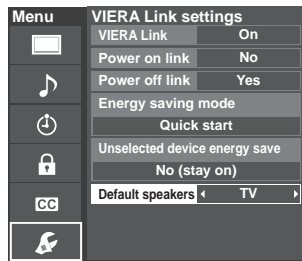 Menu
VIERA Link settings
VIERA Link On
Power on link No
Power off link Yes
Energy saving mode
Quick start
Unselected device energy save
No (stay on)
Default speakers TV
CC